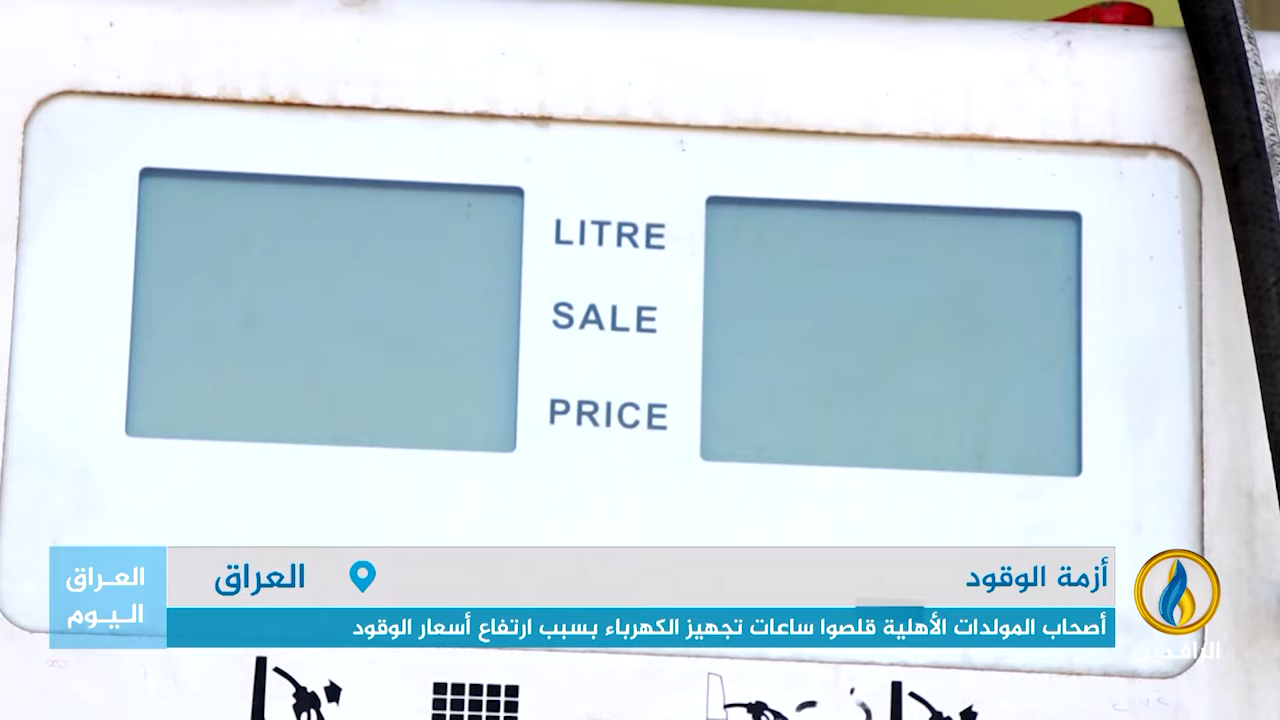 LITRE
SALE
PRICE
أزمة الوقود
العراق
أصحاب المولدات الأهلية قلصوا ساعات تجهيز الكهرباء بسبب ارتفاع أسعار الوقود
العراق
اليوم
الرافدين